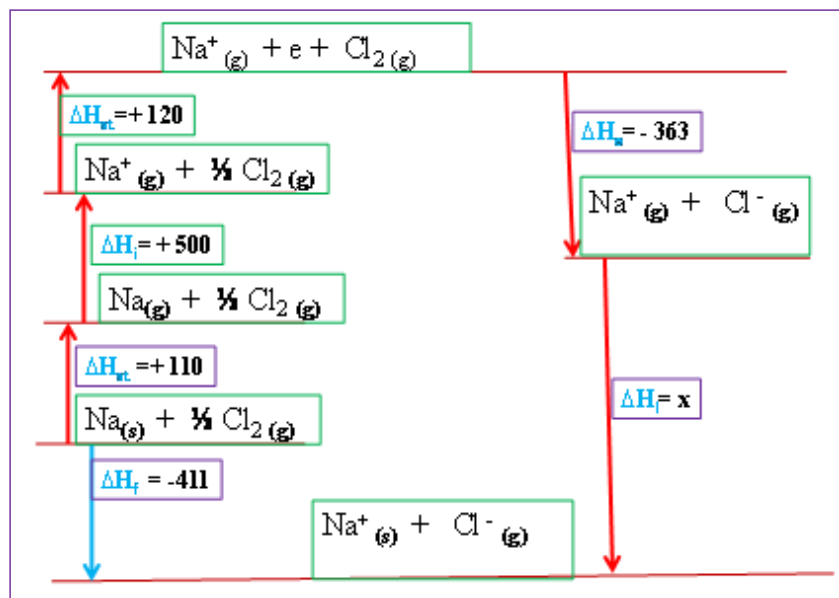 Na⁺ (g) + e + Cl₂ (g)
ΔHat. =+ 120
ΔHa= - 363
Na⁺ (g) + ½ Cl₂ (g)
Na⁺ (g) + Cl⁻ (g)
ΔHi= + 500
Na(g) + ½ Cl₂ (g)
ΔHat. =+ 110
ΔHl= x
Na(s) + ½ Cl₂ (g)
ΔHf = -411
Na⁺ (s) + Cl⁻ (g)